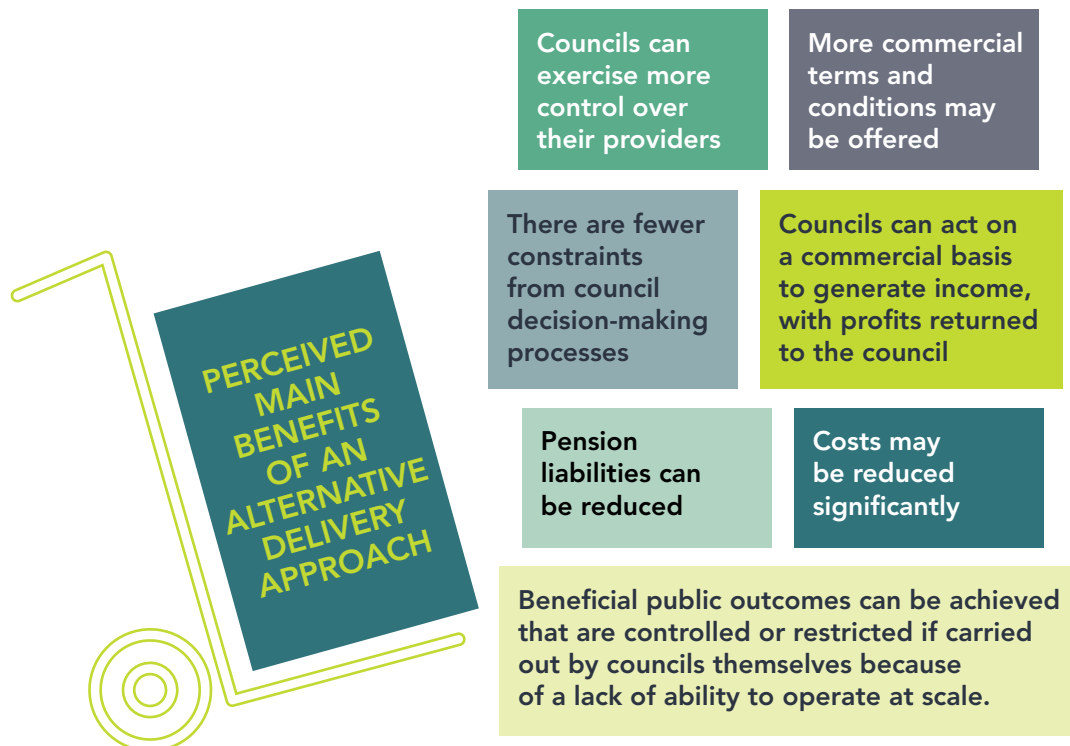 PERCEIVED
MAIN
BENEFITS
OF AN
ALTERNATIVE
DELIVERY
APPROACH
Councils can
exercise more
control over
their providers
More commercial
terms and
conditions may
be offered
There are fewer
constraints
from council
decision-making
processes
Councils can act on
a commercial basis
to generate income,
with profits returned
to the council
Pension
liabilities can
be reduced
Costs may
be reduced
significantly
Beneficial public outcomes can be achieved
that are controlled or restricted if carried
out by councils themselves because
of a lack of ability to operate at scale.